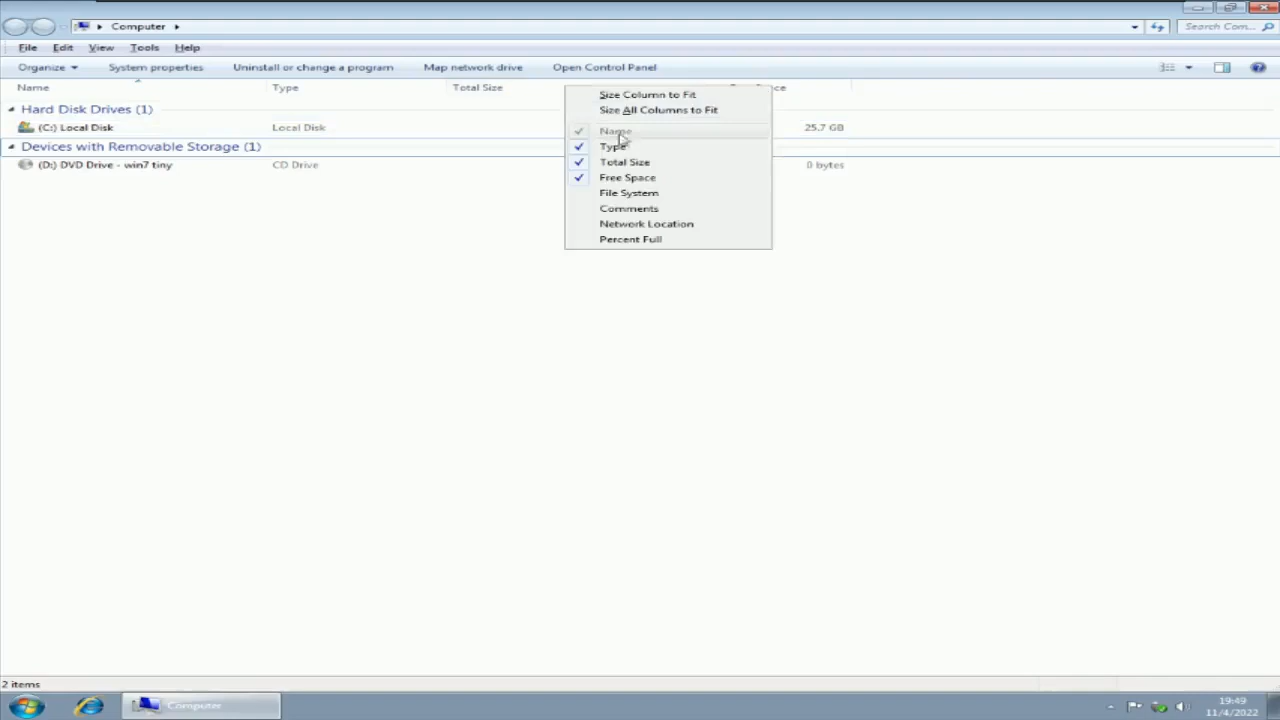 Computer
Search Com...
File Edit View Tools Help
Organize System properties Uninstall or change a program Map network drive Open Control Panel
Name Type Total Size
Size Column to Fit
Size All Columns to Fit
Hard Disk Drives (1)
(C:) Local Disk Local Disk 25.7 GB
Name
Devices with Removable Storage (1)
Type
(D:) DVD Drive - win7 tiny CD Drive 0 bytes
Total Size
Free Space
File System
Comments
Network Location
Percent Full
2 items
Computer
19:49
11/4/2022